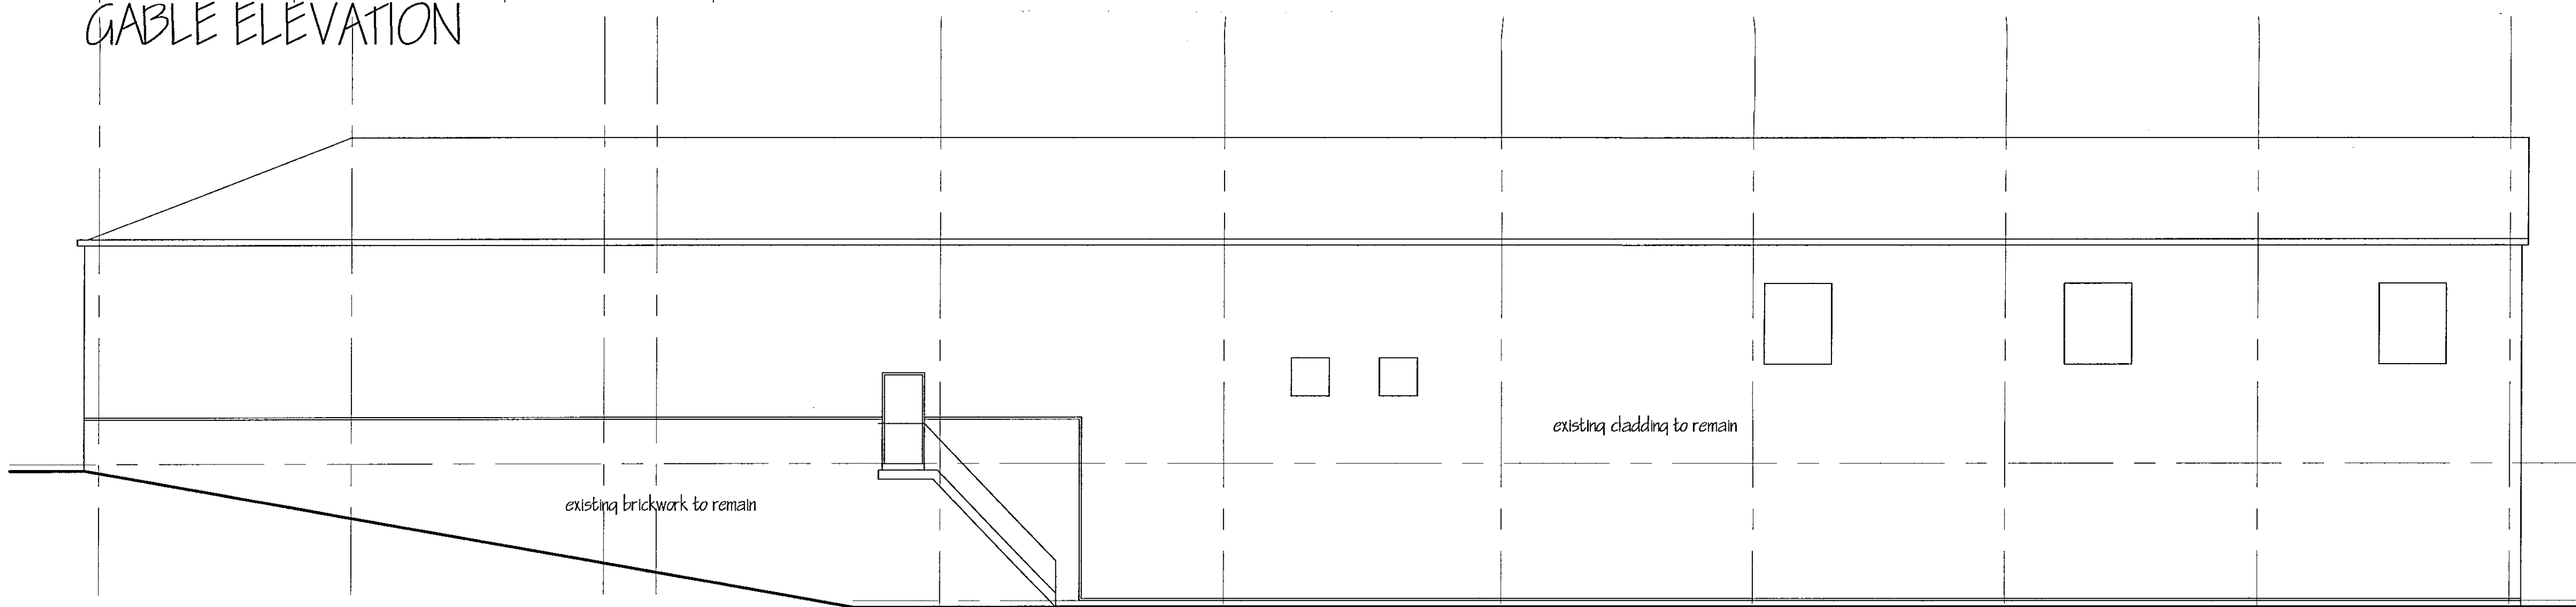 GABLE ELEVATION
existing cladding to remain
existing brickwork to remain